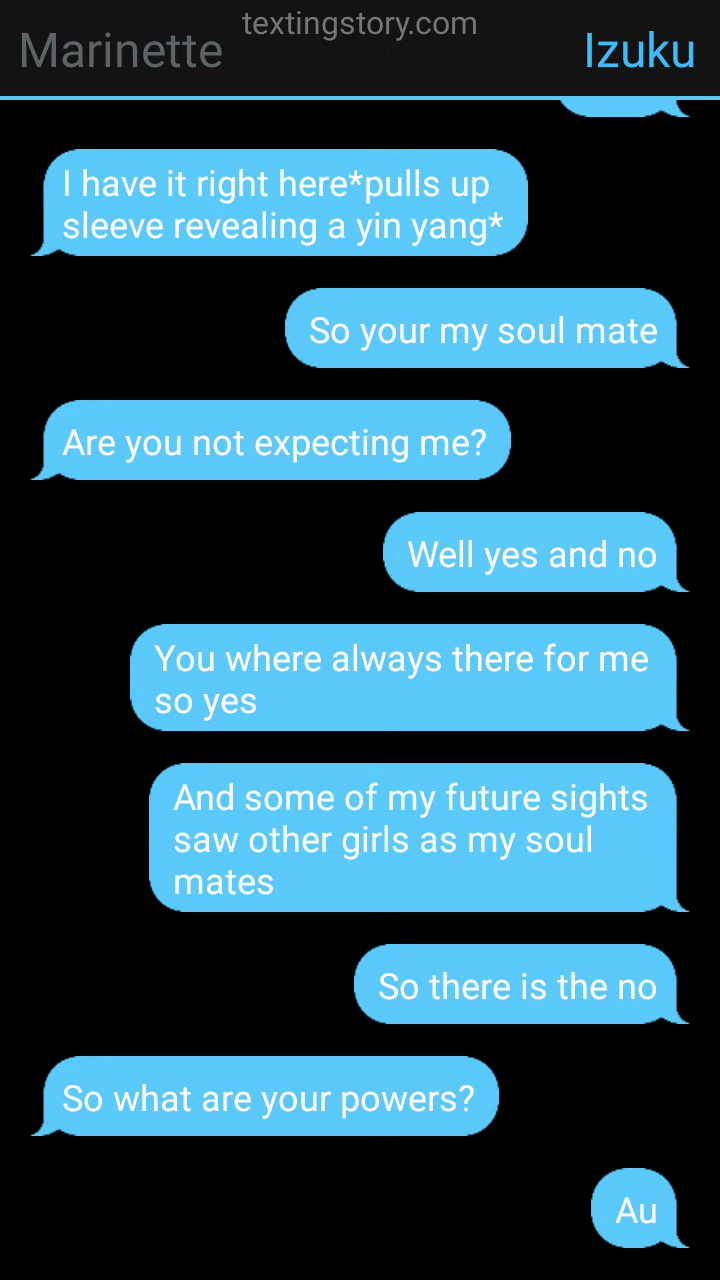 textingstory.com
Marinette
Izuku
I have it right here*pulls up
sleeve revealing a yin yang*
So your my soul mate
Are you not expecting me?
Well yes and no
You where always there for me
so yes
And some of my future sights
saw other girls as my soul
mates
So there is the no
So what are your powers?
Au